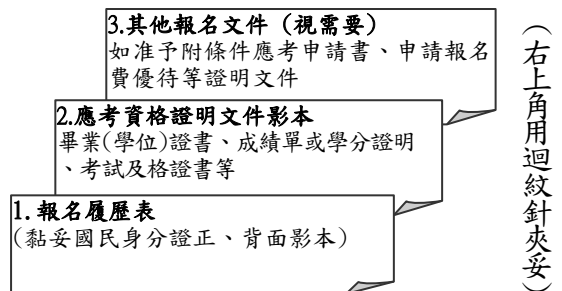 3.其他報名文件（視需要）
如准予附條件應考申請書、申請報名
費優待等證明文件
2.應考資格證明文件影本
畢業(學位)證書、成績單或學分證明
、考試及格證書等
1.報名履歷表
(黏妥國民身分證正、背面影本)
（右上角用迴紋針夾妥）